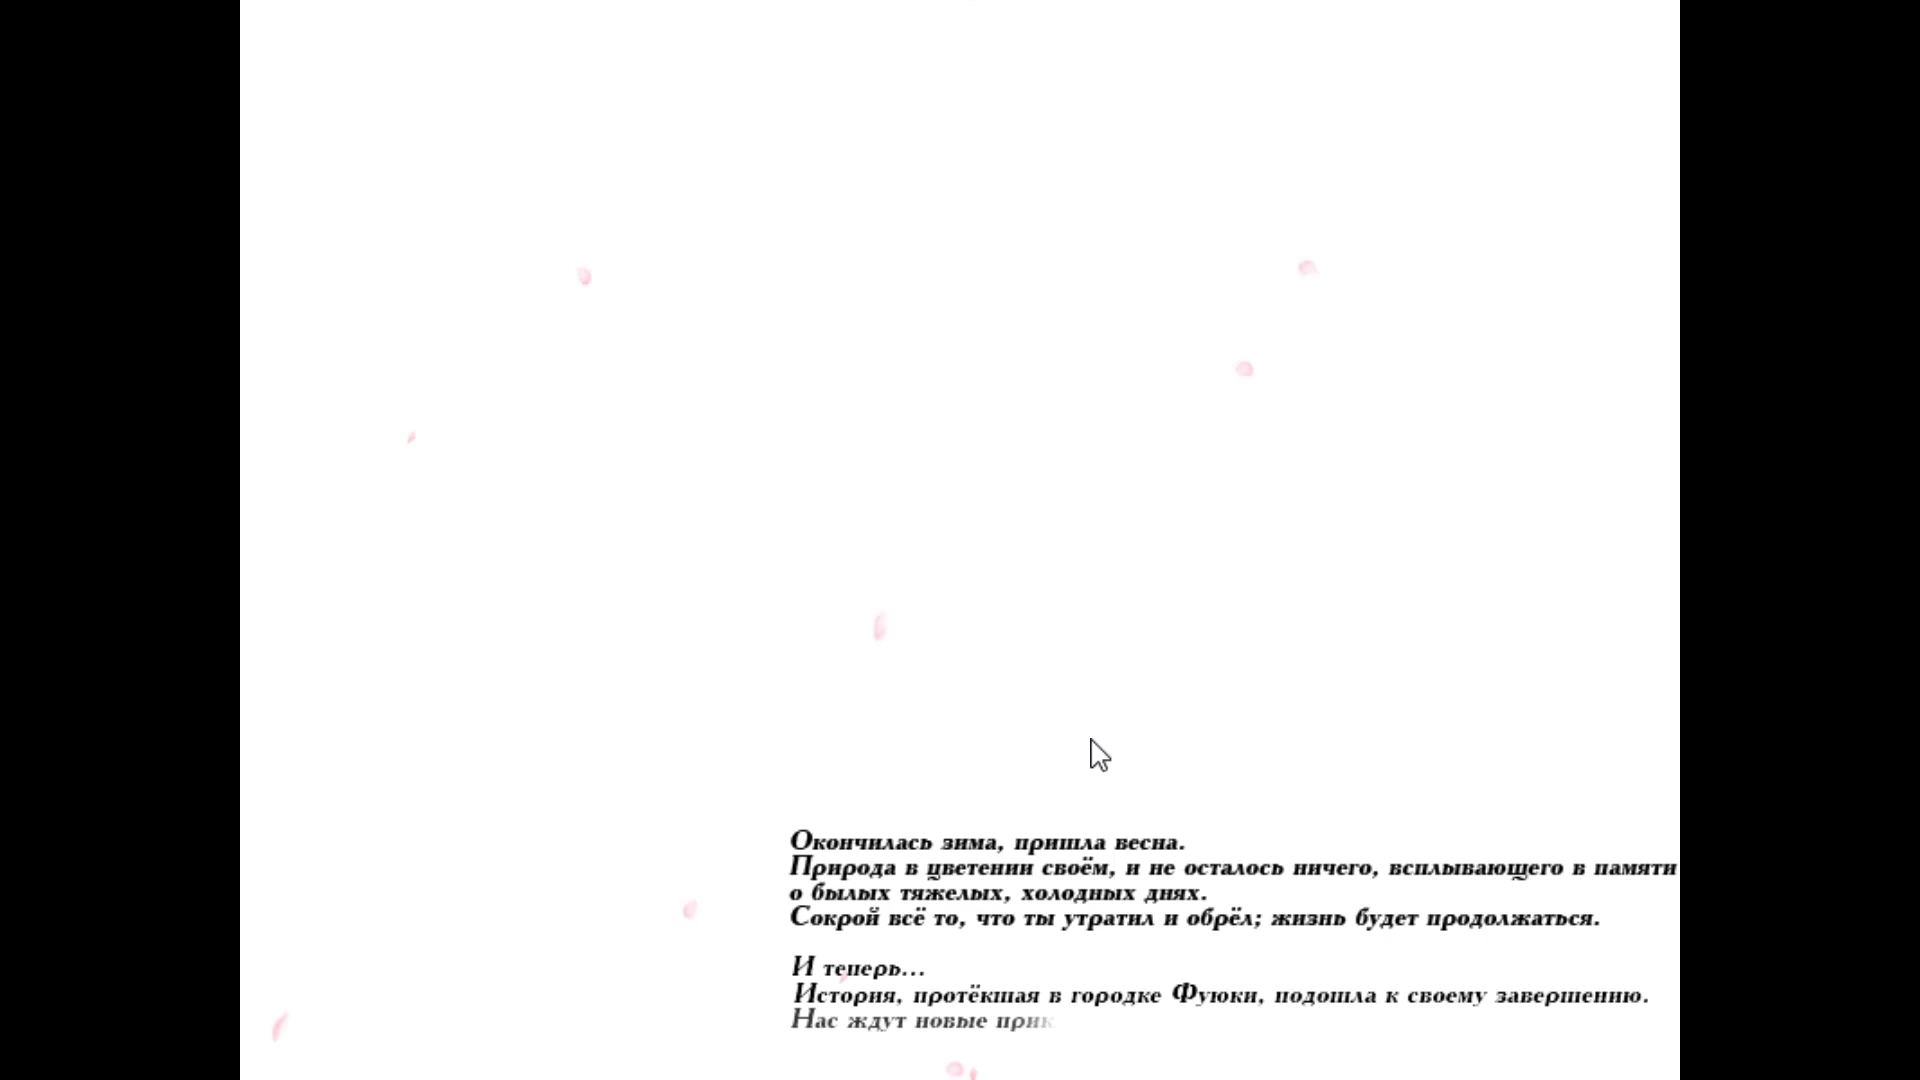 Окончилась зима, пришла весна.
Природа в цветении своём, и не осталось ничего, всплывающего в памяти
о былых тяжелых, холодных днях.
Сокрой всё то, что ты утратил и обрёл; жизнь будет продолжаться.
И теперь...
История, протёкшая в городке Фуюки, подошла к своему завершению.
Нас ждут новые прик